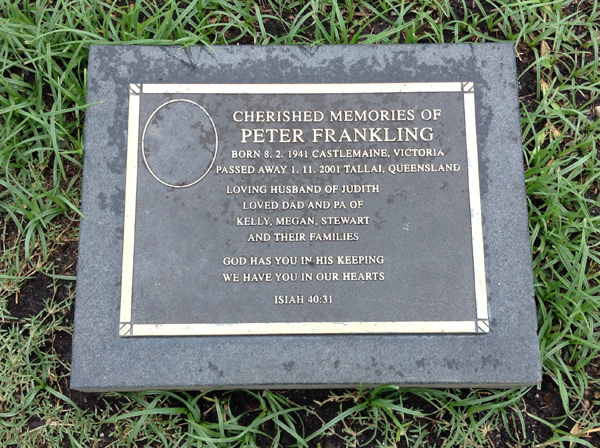 CHERISHED MEMORIES OF
PETER FRANKLING
BORN 8. 2. 1941 CASTLEMAINE, VICTORIA
PASSED AWAY 1. 11. 2001 TALLAI, QUEENSLAND
LOVING HUSBAND OF JUDITH
LOVED DAD AND PA OF
KELLY, MEGAN, STEWART
AND THEIR FAMILIES
GOD HAS YOU IN HIS KEEPING
WE HAVE YOU IN OUR HEARTS
ISIAH 40:31